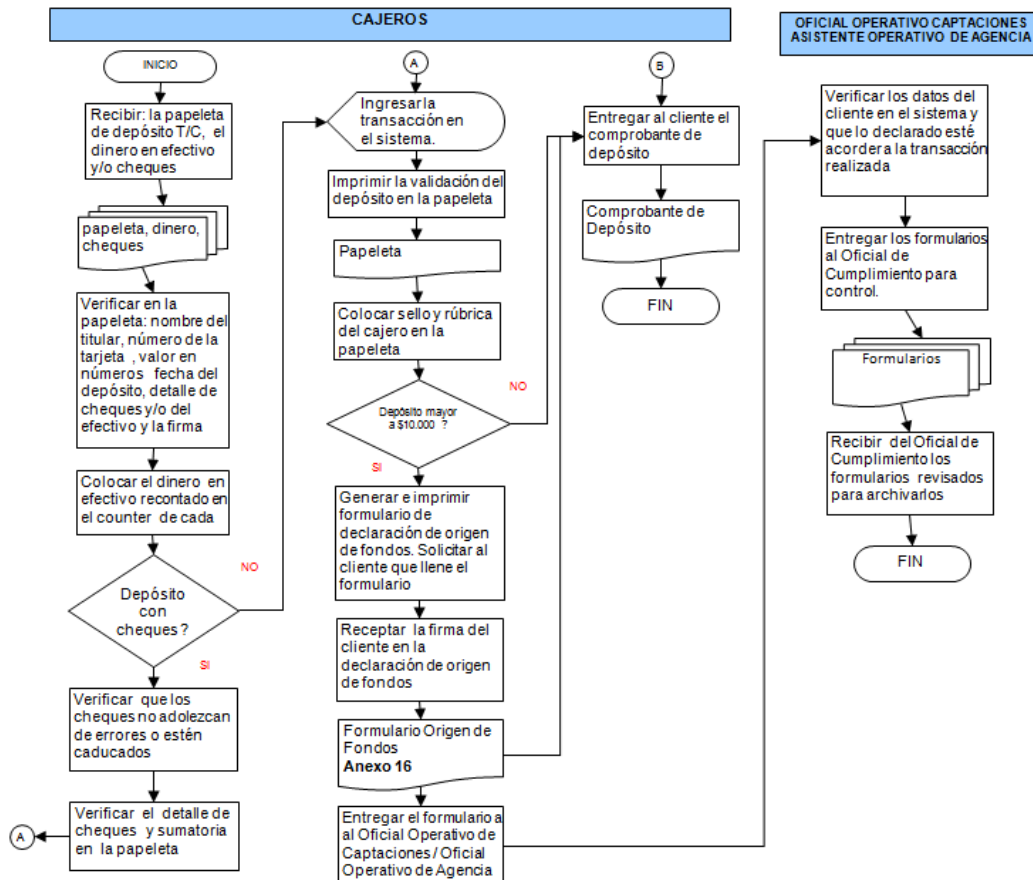 CAJEROS
INICIO
Recibir: la papeleta
de depósito T/C, el
dinero en efectivo
y/o cheques
papeleta, dinero,
cheques
Verificar en la
papeleta: nombre del
titular, número de la
tarjeta , valor en
números fecha del
depósito, detalle de
cheques y/o del
efectivo y la firma
Colocar el dinero en
efectivo recontado en
el counter de cada
Depósito
con
cheques ?
NO
SI
Verificar que los
cheques no adolezcan
de errores o estén
caducados
Verificar el detalle de
cheques y sumatoria
en la papeleta
A
A
Ingresar la
transacción en
el sistema.
Imprimir la validación del
depósito en la papeleta
Papeleta
Colocar sello y rúbrica
del cajero en la
papeleta
Depósito mayor
a $10.000 ?
NO
SI
Generar e imprimir
formulario de
declaración de origen
de fondos. Solicitar al
cliente que llene el
formulario
Receptar la firma del
cliente en la
declaración de origen
de fondos
Formulario Origen de
Fondos
Anexo 16
Entregar el formulario a
al Oficial Operativo de
Captaciones / Oficial
Operativo de Agencia
B
Entregar al cliente el
comprobante de
depósito
Comprobante de
Depósito
FIN
OFICIAL OPERATIVO CAPTACIONES
ASISTENTE OPERATIVO DE AGENCIA
Verificar los datos del
cliente en el sistema y
que lo declarado esté
acorder a la transacción
realizada
Entregar los formularios
al Oficial de
Cumplimiento para
control.
Formularios
Recibir del Oficial de
Cumplimiento los
formularios revisados
para archivarlos
FIN